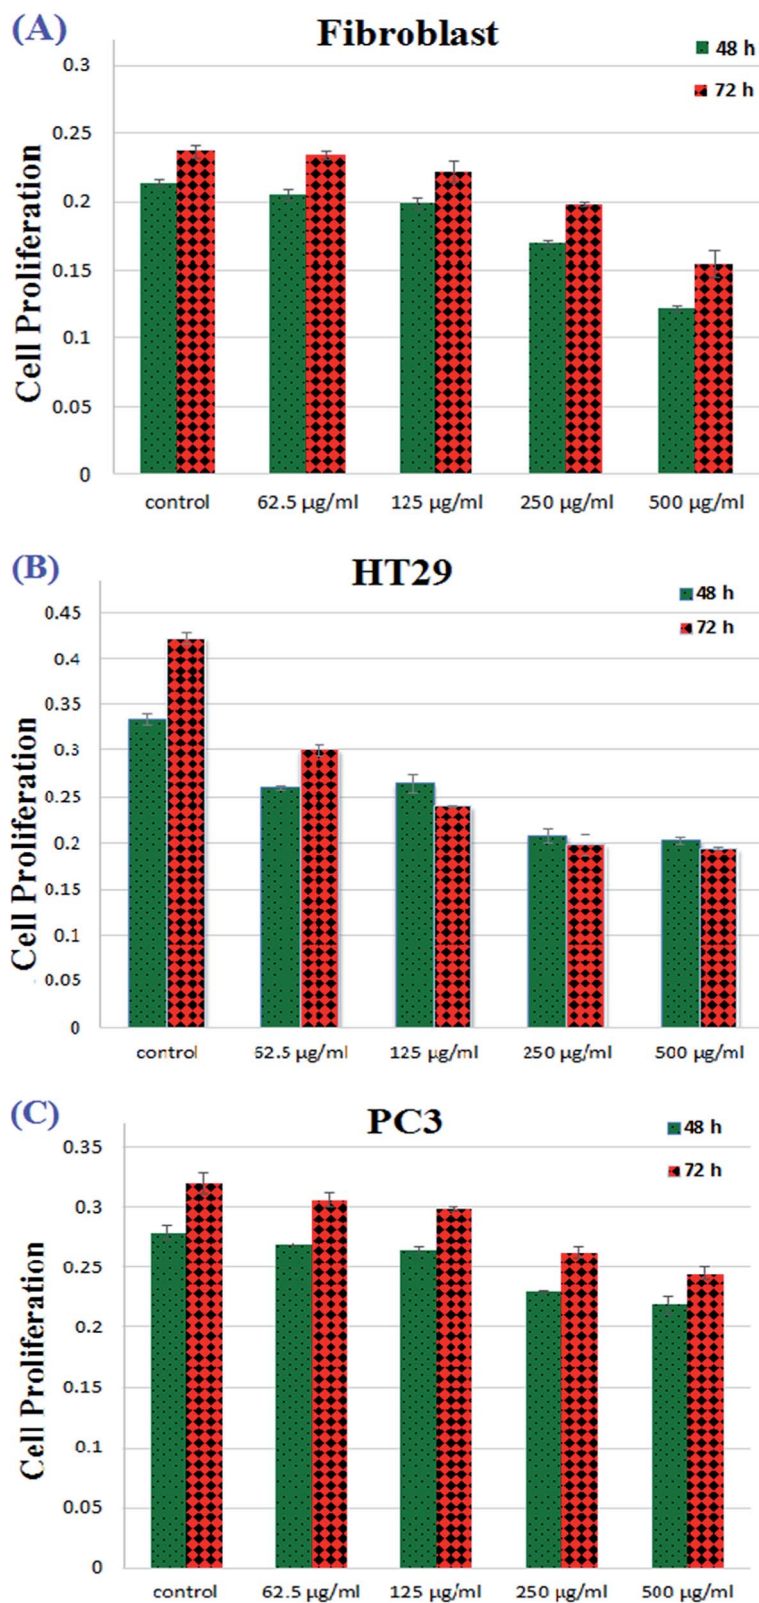 (A)
Fibroblast
48 h
72 h
Cell Proliferation
0.3
0.25
0.2
0.15
0.1
0.05
0
control
62.5 µg/ml
125 µg/ml
250 µg/ml
500 µg/ml
(B)
HT29
48 h
72 h
Cell Proliferation
0.45
0.4
0.35
0.3
0.25
0.2
0.15
0.1
0.05
0
control
62.5 µg/ml
125 µg/ml
250 µg/ml
500 µg/ml
(C)
PC3
48 h
72 h
Cell Proliferation
0.35
0.3
0.25
0.2
0.15
0.1
0.05
0
control
62.5 µg/ml
125 µg/ml
250 µg/ml
500 µg/ml